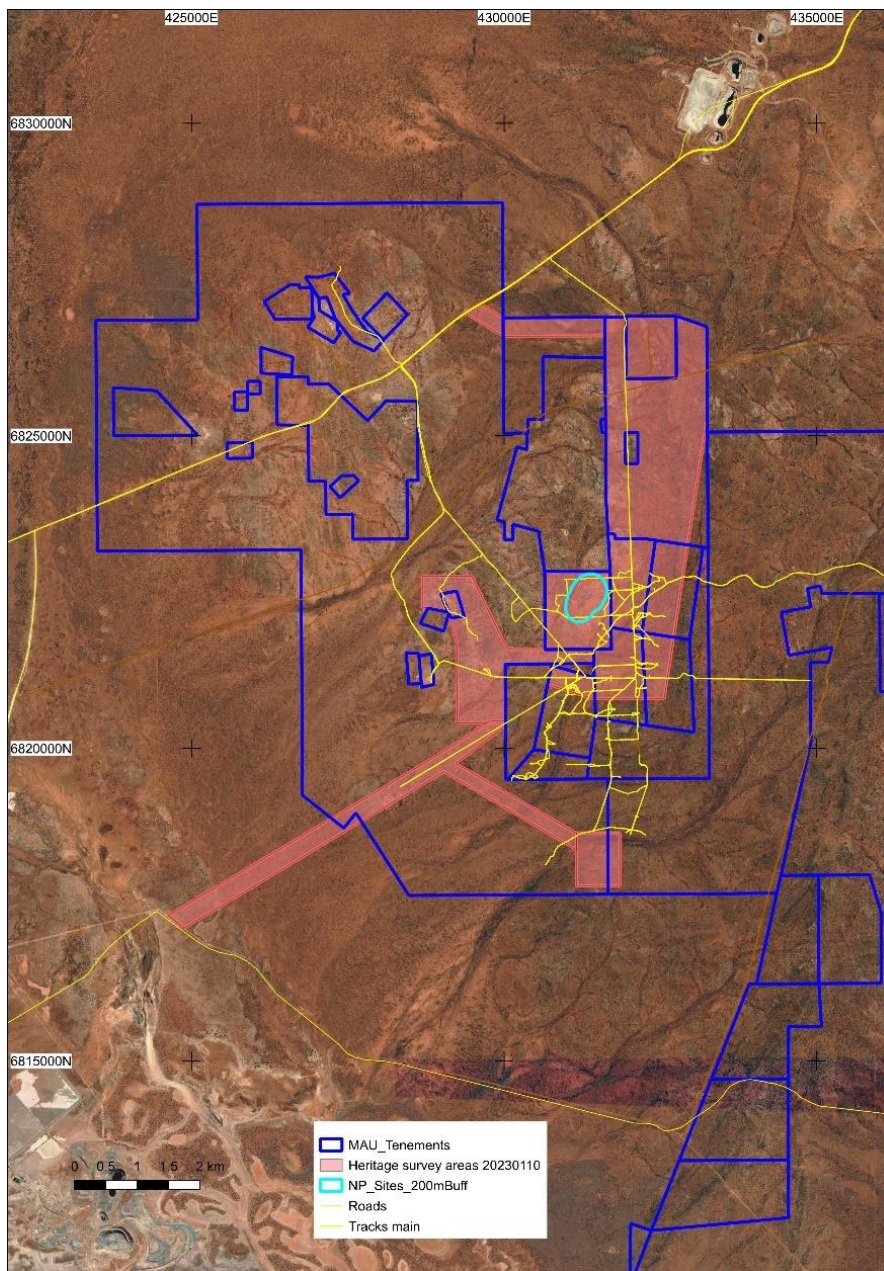 425000E 430000E 435000E
6830000N
6825000N
6820000N
6815000N
MAU_Tenements
Heritage survey areas 20230110
NP_Sites_200mBuff
Roads
Tracks main
0 0.5 1 1.5 2 km